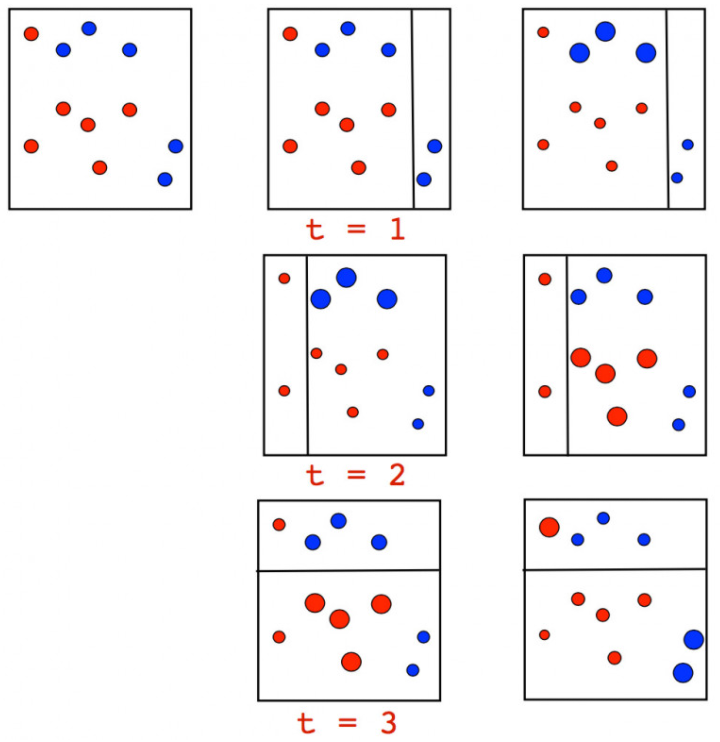 t = 1
t = 2
t = 3